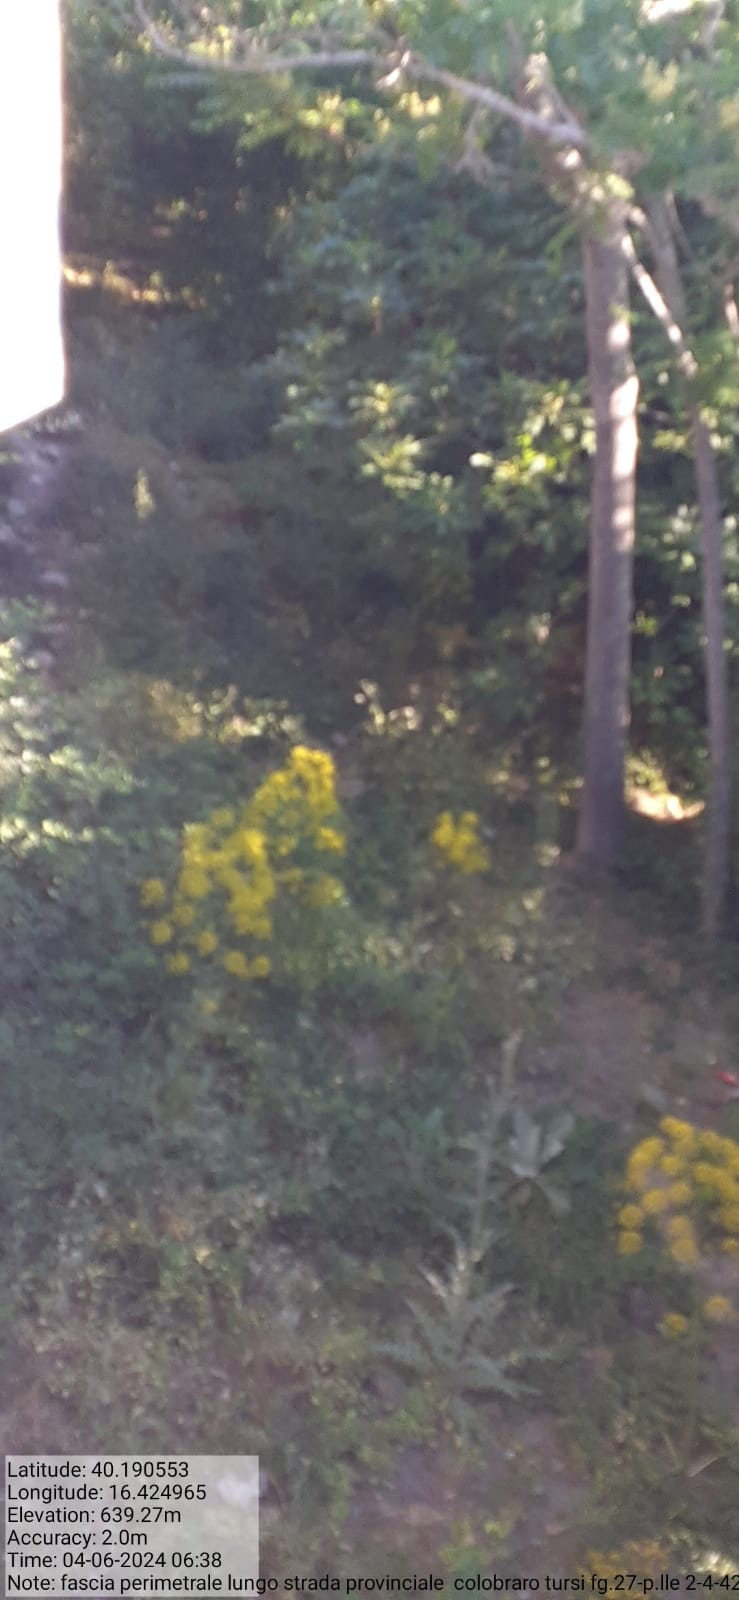 Latitude: 40.190553
Longitude: 16.424965
Elevation: 639.27m
Accuracy: 2.0m
Time: 04-06-2024 06:38
Note: fascia perimetrale lungo strada provinciale colobraro tursi fg.27-p.lle 2-4-42